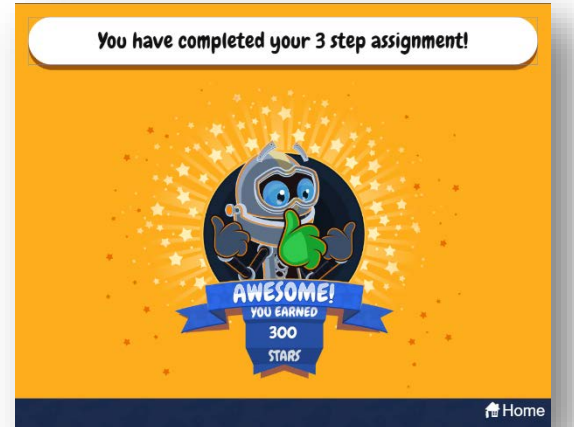 You have completed your 3 step assignment!
AWESOME!
YOU EARNED
300
STARS
Home